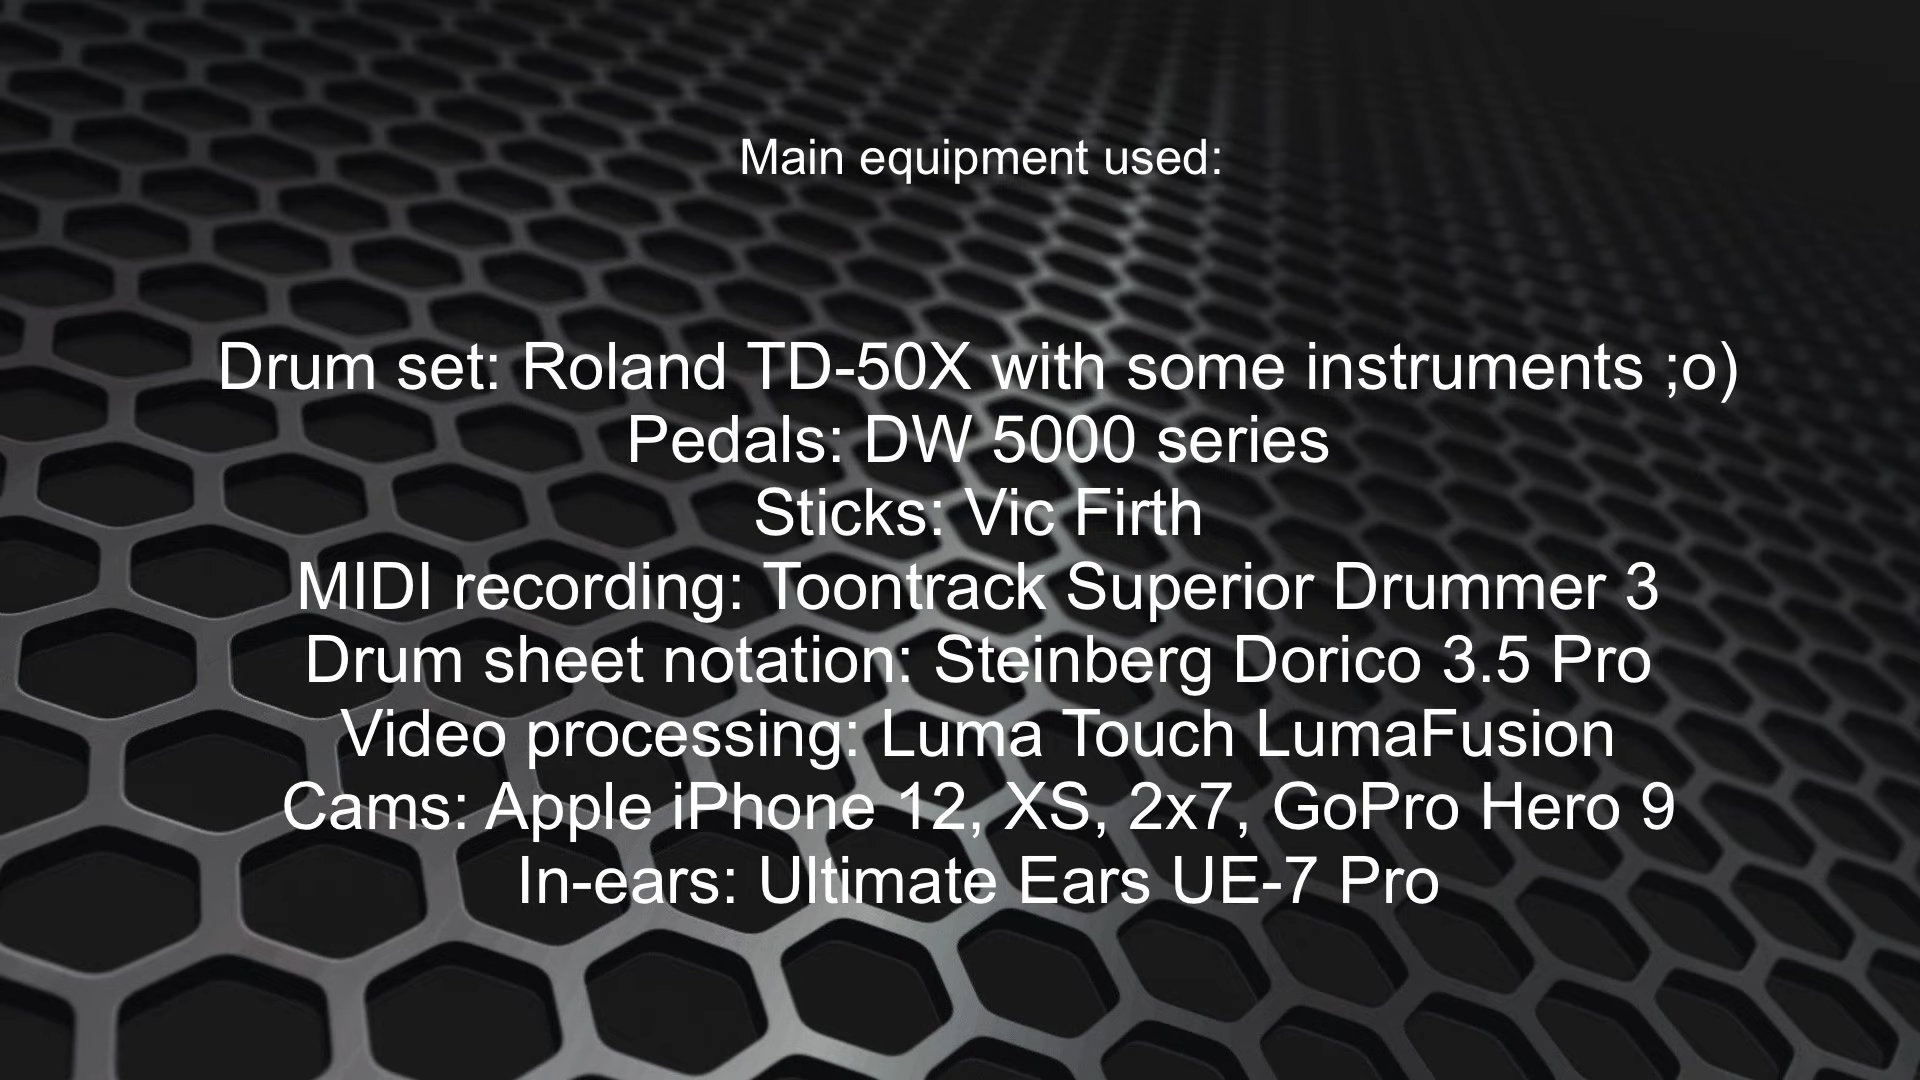 Main equipment used:
Drum set: Roland TD-50X with some instruments ;o)
Pedals: DW 5000 series
Sticks: Vic Firth
MIDI recording: Toontrack Superior Drummer 3
Drum sheet notation: Steinberg Dorico 3.5 Pro
Video processing: Luma Touch LumaFusion
Cams: Apple iPhone 12, XS, 2x7, GoPro Hero 9
In-ears: Ultimate Ears UE-7 Pro